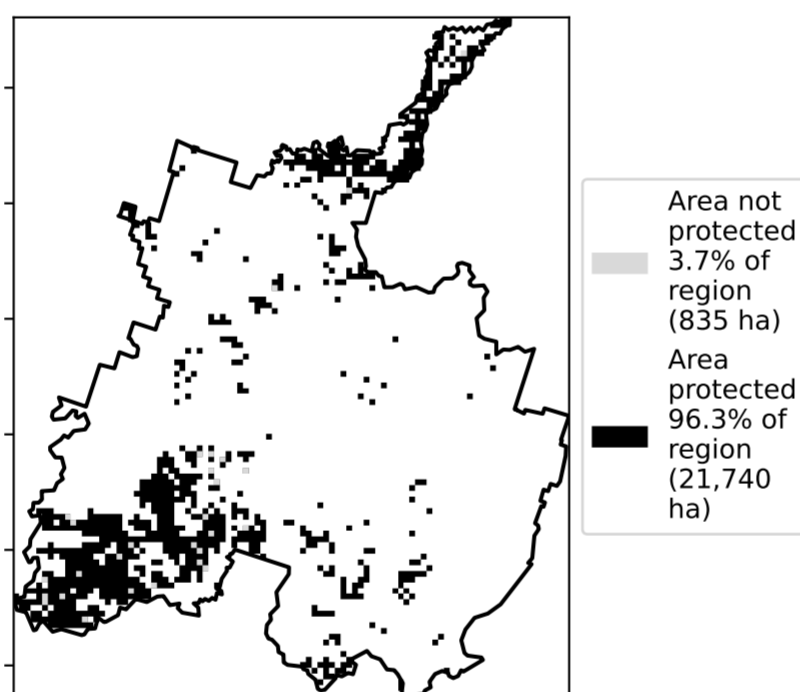 Area not
protected
3.7% of
region
(835 ha)
Area
protected
96.3% of
region
(21,740
ha)